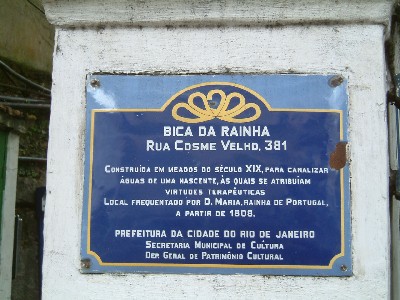 BICA DA RAINHA
RUA COSME VELHO, 381
CONSTRUÍDA EM MEADOS DO SÉCULO XIX, PARA CANALIZAR
ÁGUAS DE UMA NASCENTE, ÀS QUAIS SE ATRIBUÍAM
VIRTUDES TERAPÊUTICAS
LOCAL FREQUENTADO POR D. MARIA, RAINHA DE PORTUGAL,
A PARTIR DE 1808.
PREFEITURA DA CIDADE DO RIO DE JANEIRO
SECRETARIA MUNICIPAL DE CULTURA
DEP. GERAL DE PATRIMÔNIO CULTURAL